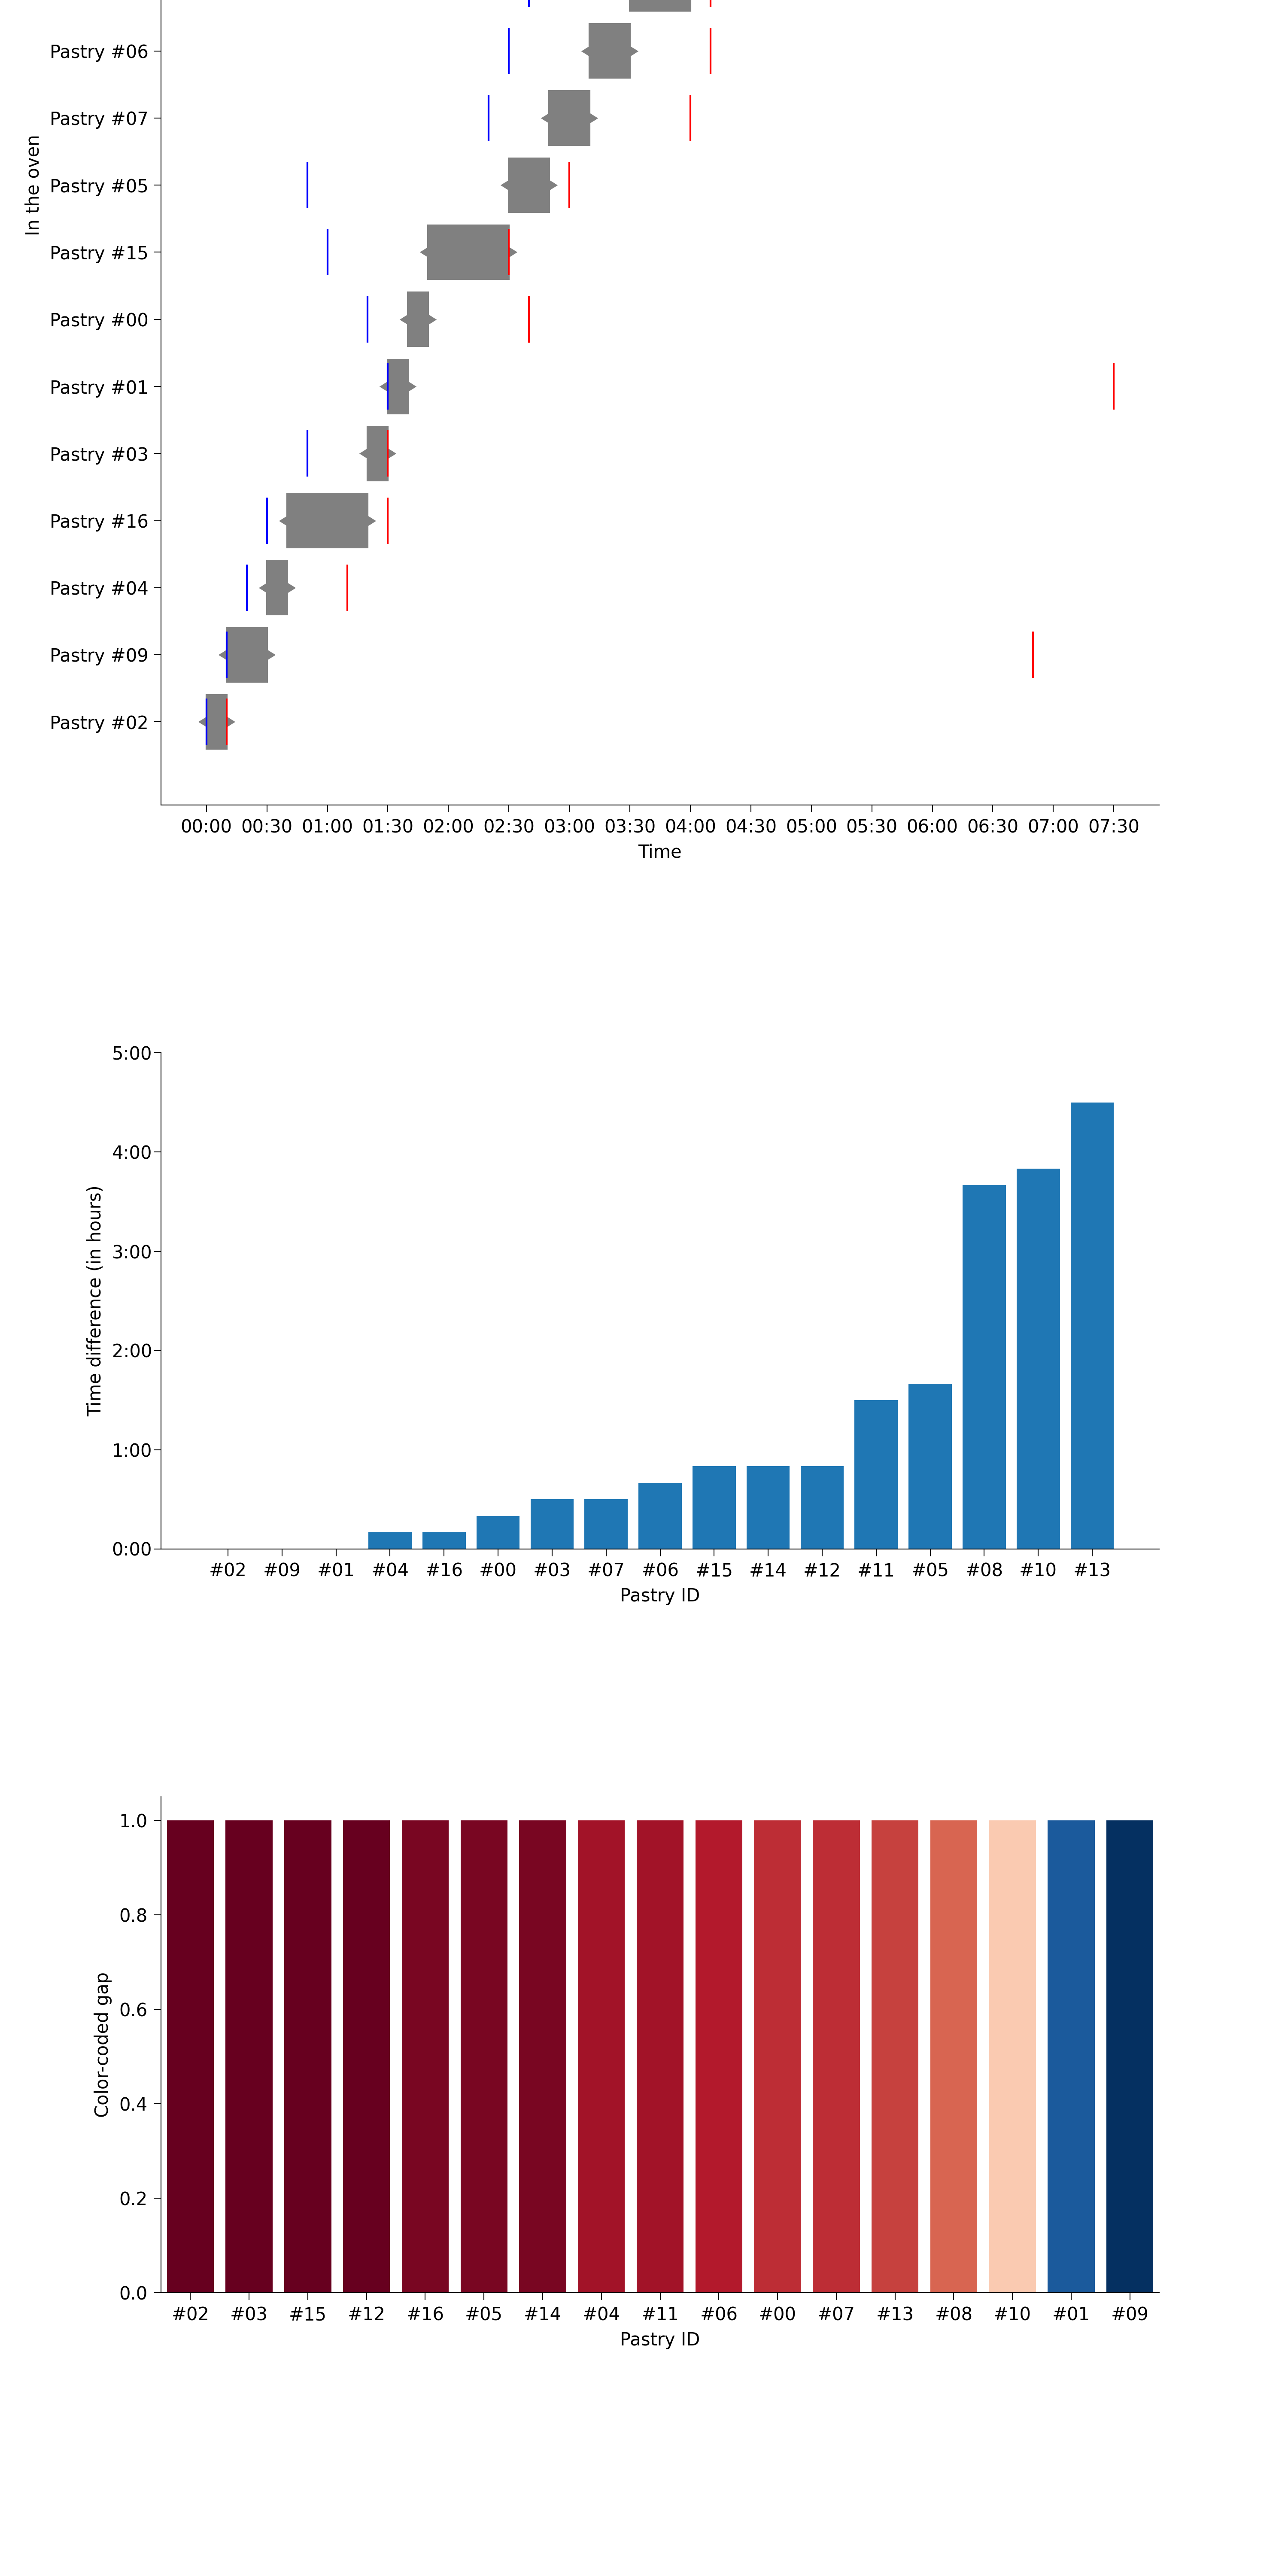 Pastry #06
Pastry #07
Pastry #05
Pastry #15
Pastry #00
Pastry #01
Pastry #03
Pastry #16
Pastry #04
Pastry #09
Pastry #02
In the oven
00:00 00:30 01:00 01:30 02:00 02:30 03:00 03:30 04:00 04:30 05:00 05:30 06:00 06:30 07:00 07:30
Time
5:00
4:00
3:00
2:00
1:00
0:00
Time difference (in hours)
#02 #09 #01 #04 #16 #00 #03 #07 #06 #15 #14 #12 #11 #05 #08 #10 #13
Pastry ID
1.0
0.8
0.6
0.4
0.2
0.0
Color-coded gap
#02 #03 #15 #12 #16 #05 #14 #04 #11 #06 #00 #07 #13 #08 #10 #01 #09
Pastry ID